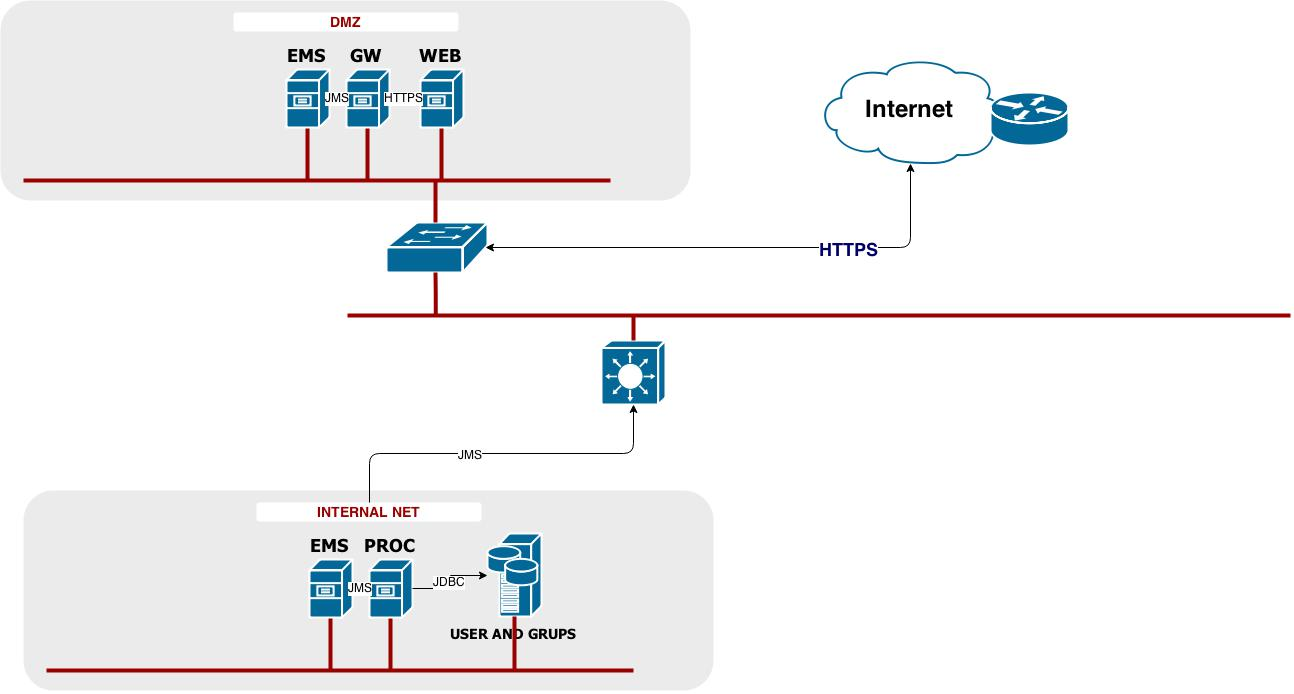 DMZ
EMS GW WEB
JMS HTTPS
Internet
HTTPS
JMS
INTERNAL NET
EMS PROC
JMS JDBC
USER AND GRUPS